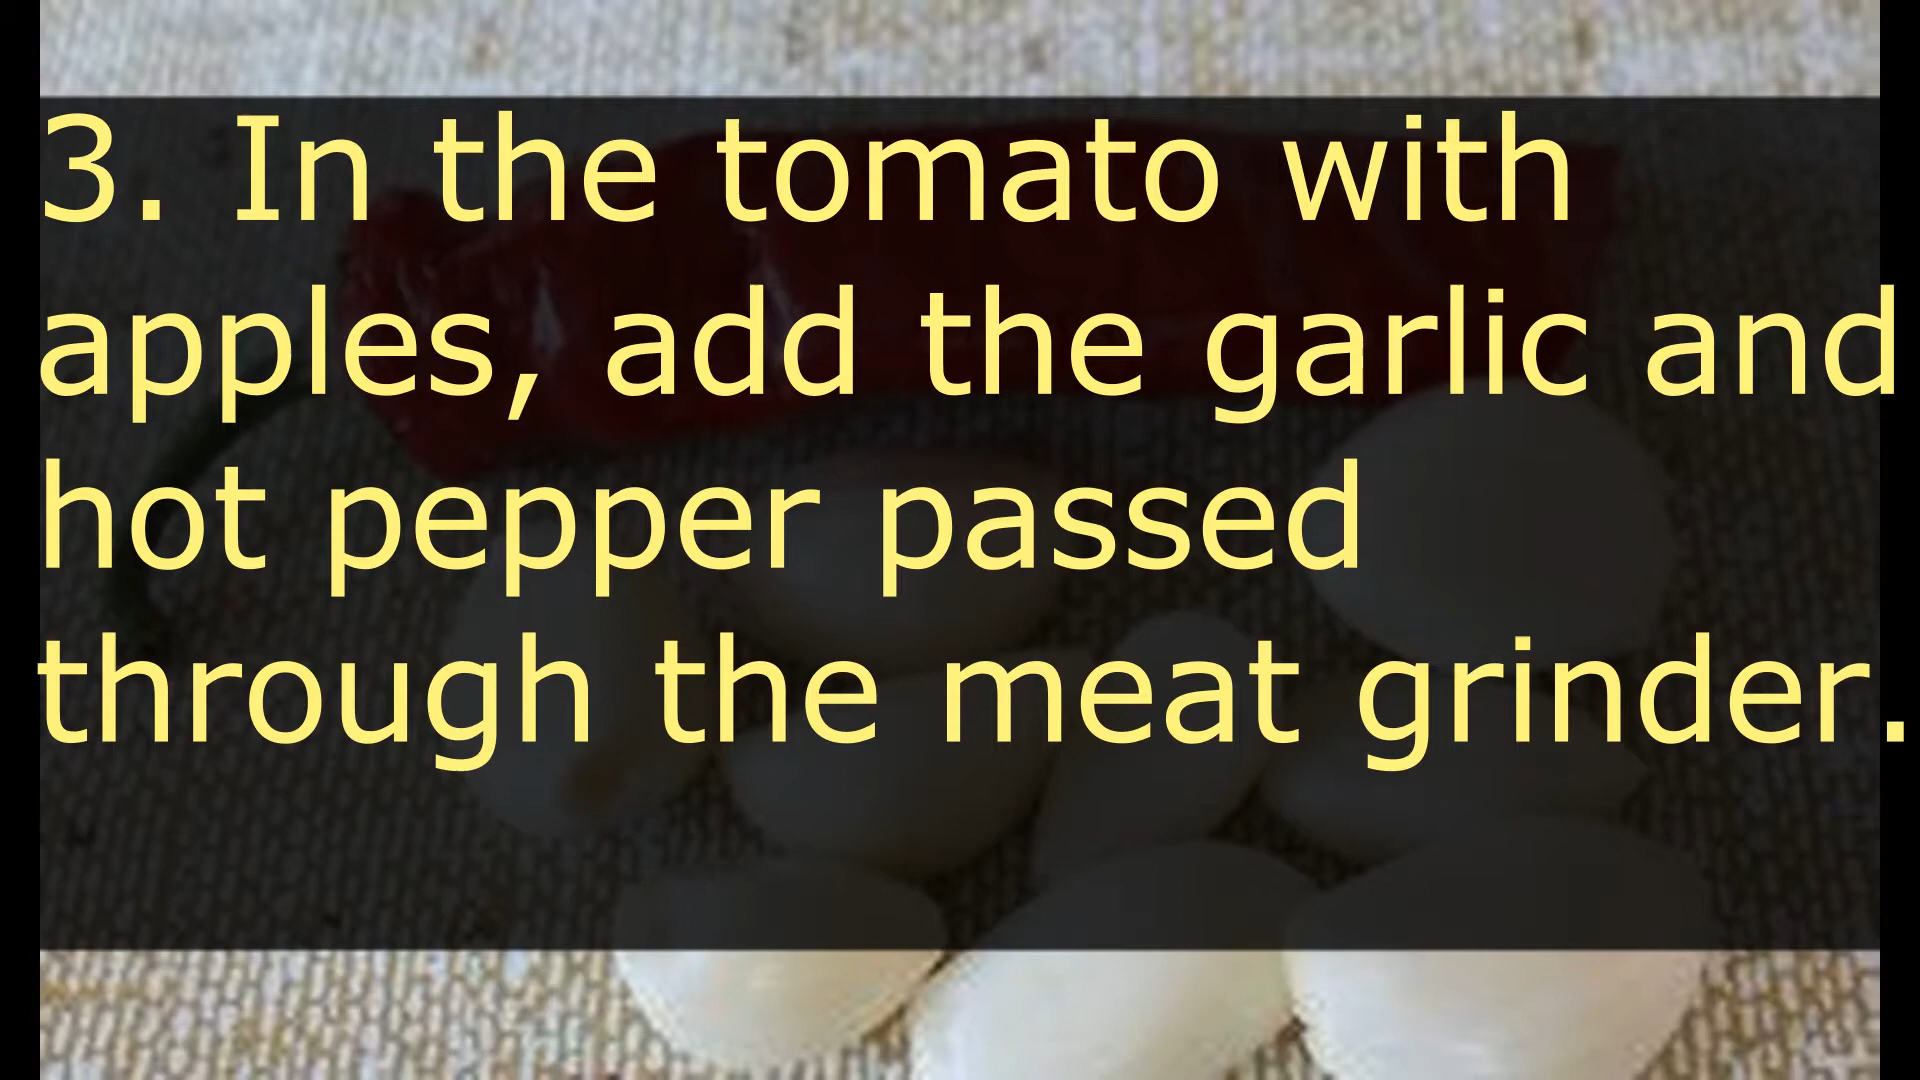 3. In the tomato with
apples, add the garlic and
hot pepper passed
through the meat grinder.